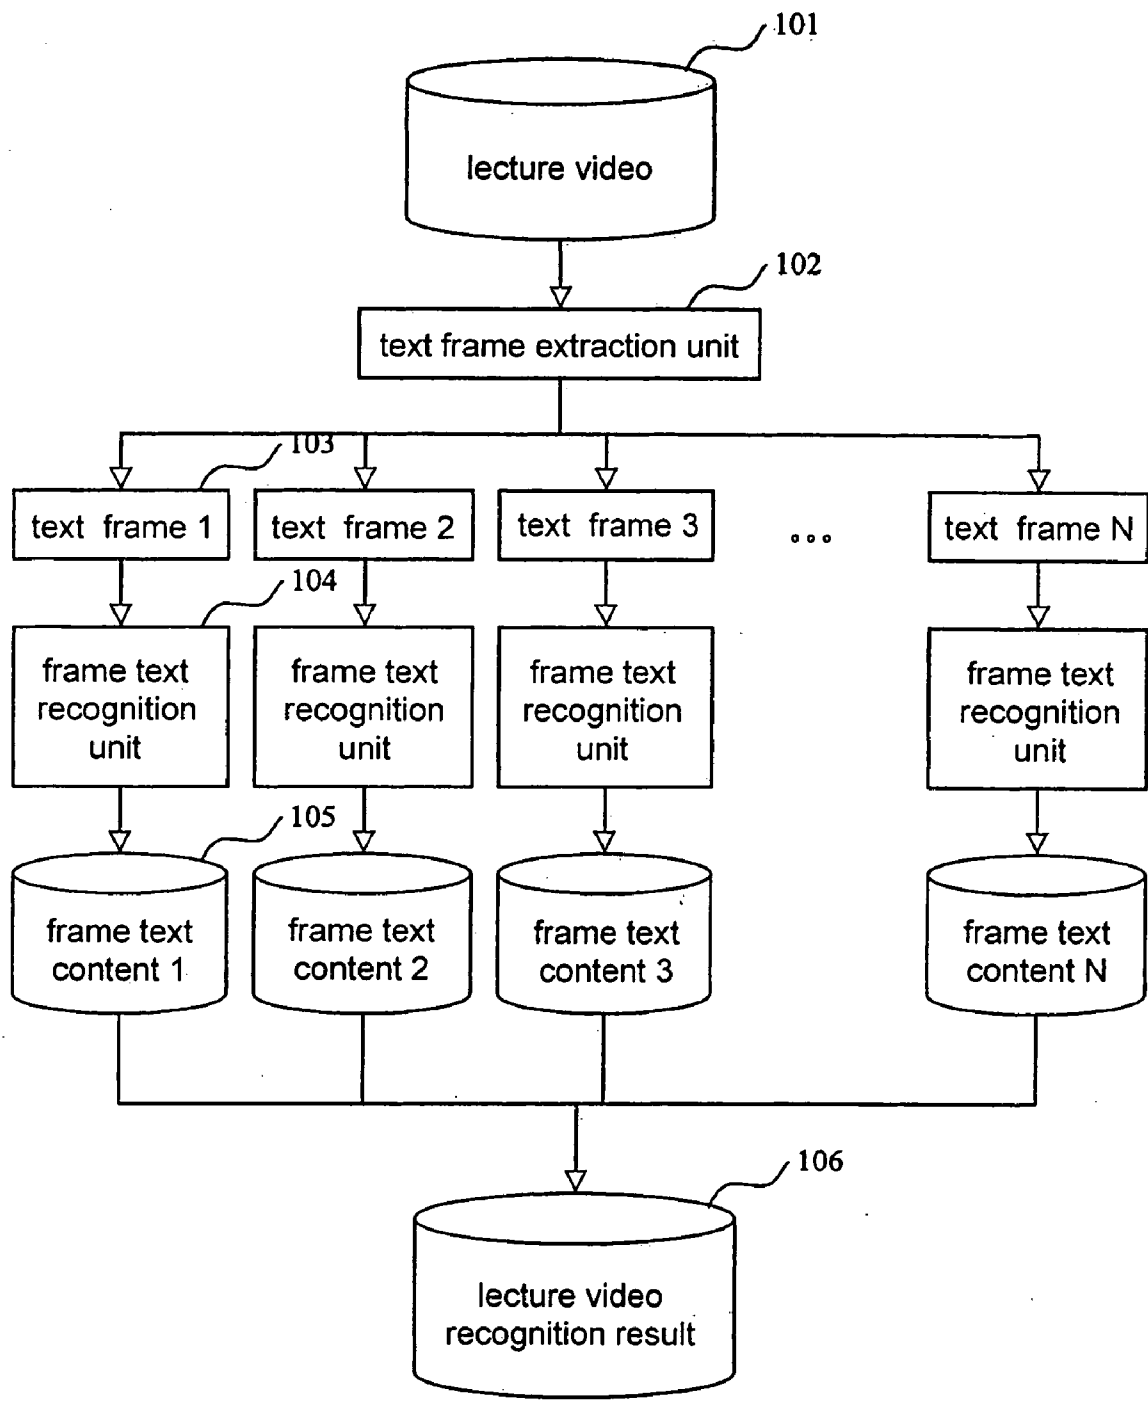 101
lecture video
102
text frame extraction unit
103
text frame 1
text frame 2
text frame 3
text frame N
104
frame text
recognition
unit
frame text
recognition
unit
frame text
recognition
unit
frame text
recognition
unit
105
frame text
content 1
frame text
content 2
frame text
content 3
frame text
content N
106
lecture video
recognition result